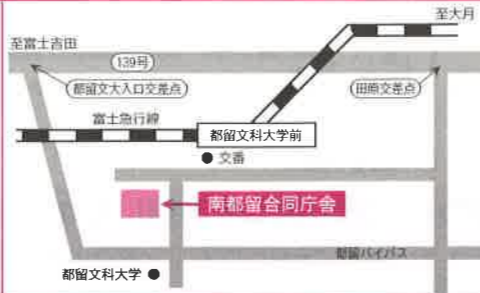 至大月
至富士吉田
139号
都留文大入口交差点
田原交差点
富士急行線
都留文科大学前
● 交番
南都留合同庁舎
都留バイパス
都留文科大学 ●